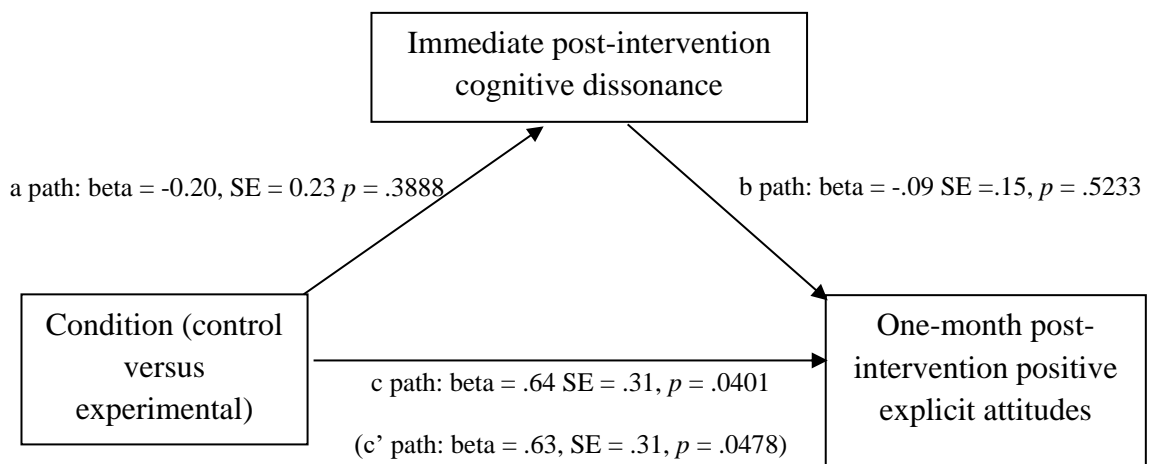 Immediate post-intervention
cognitive dissonance
a path: beta = -0.20, SE = 0.23 p = .3888
b path: beta = -.09 SE =.15, p = .5233
Condition (control
versus
experimental)
c path: beta = .64 SE = .31, p = .0401
(c’ path: beta = .63, SE = .31, p = .0478)
One-month post-
intervention positive
explicit attitudes